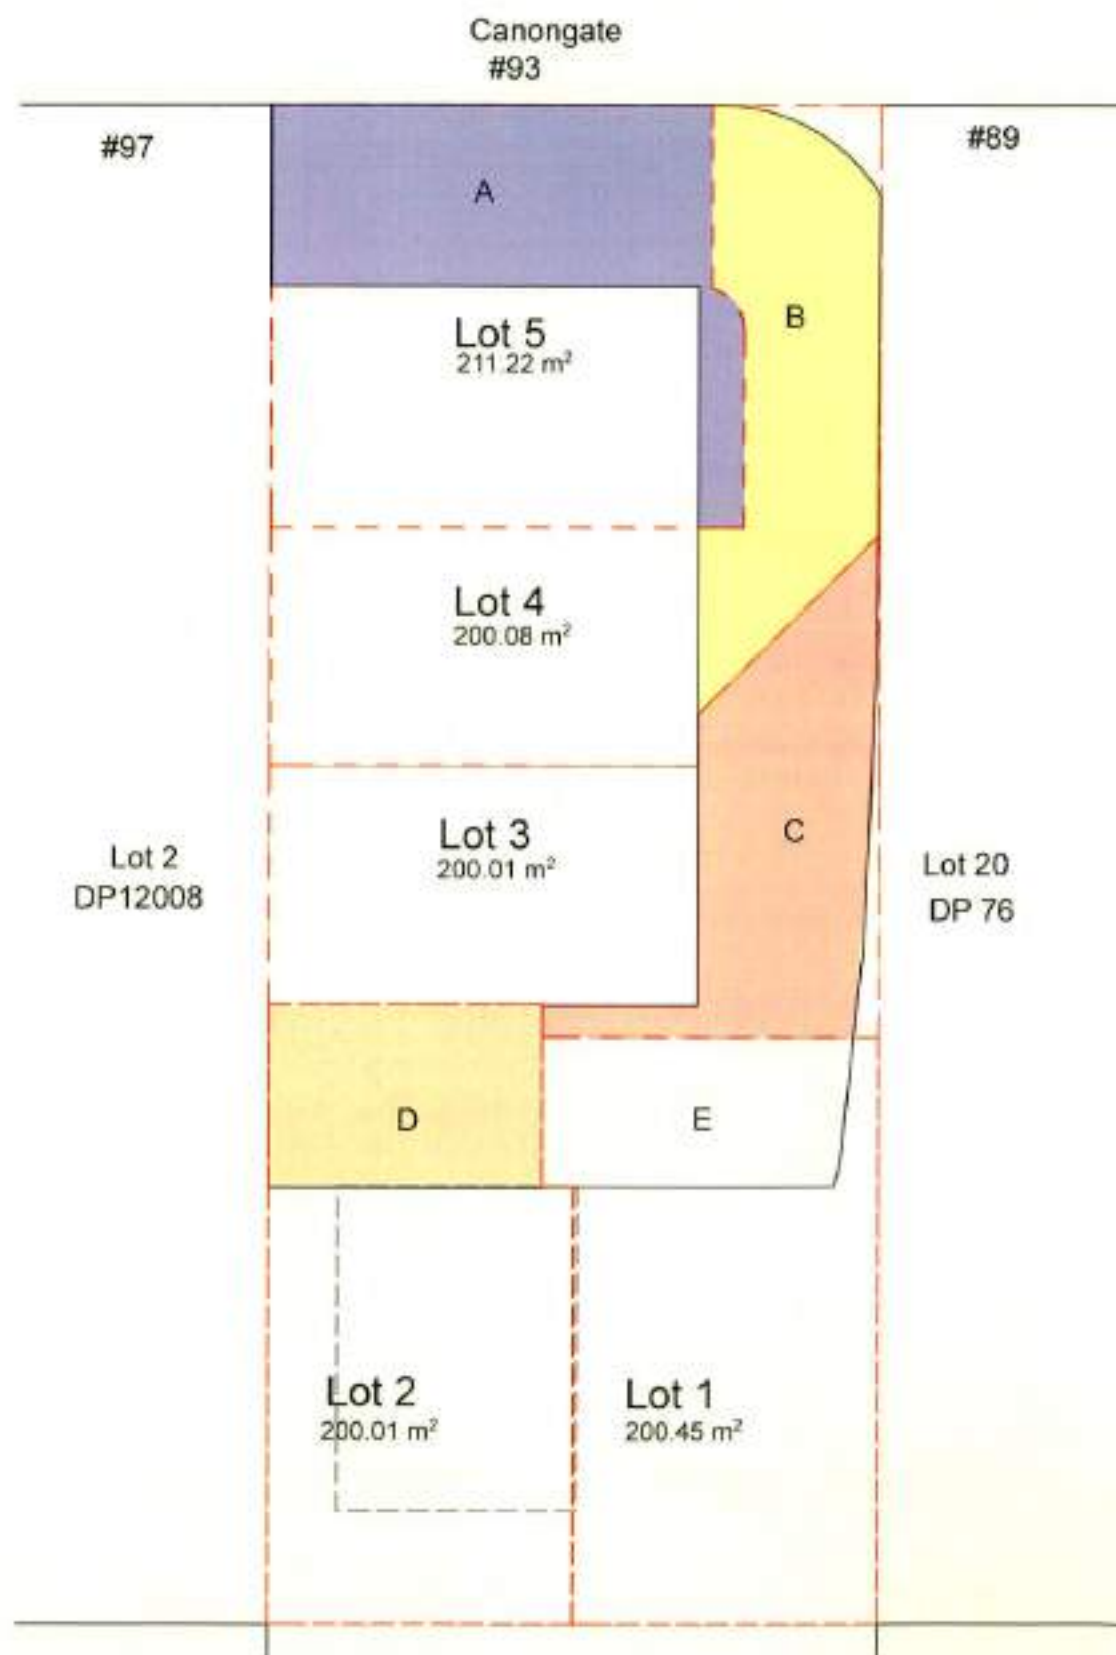 Canongate
#93
#97
#89
A
B
Lot 5
211.22 m²
Lot 4
200.08 m²
Lot 3
200.01 m²
C
Lot 2
DP12008
Lot 20
DP 76
D
E
Lot 2
200.01 m²
Lot 1
200.45 m²